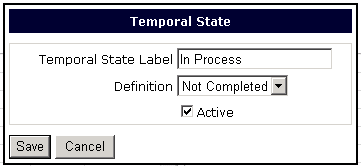 Temporal State
Temporal State Label In Process
Definition Not Completed
Active
Save Cancel